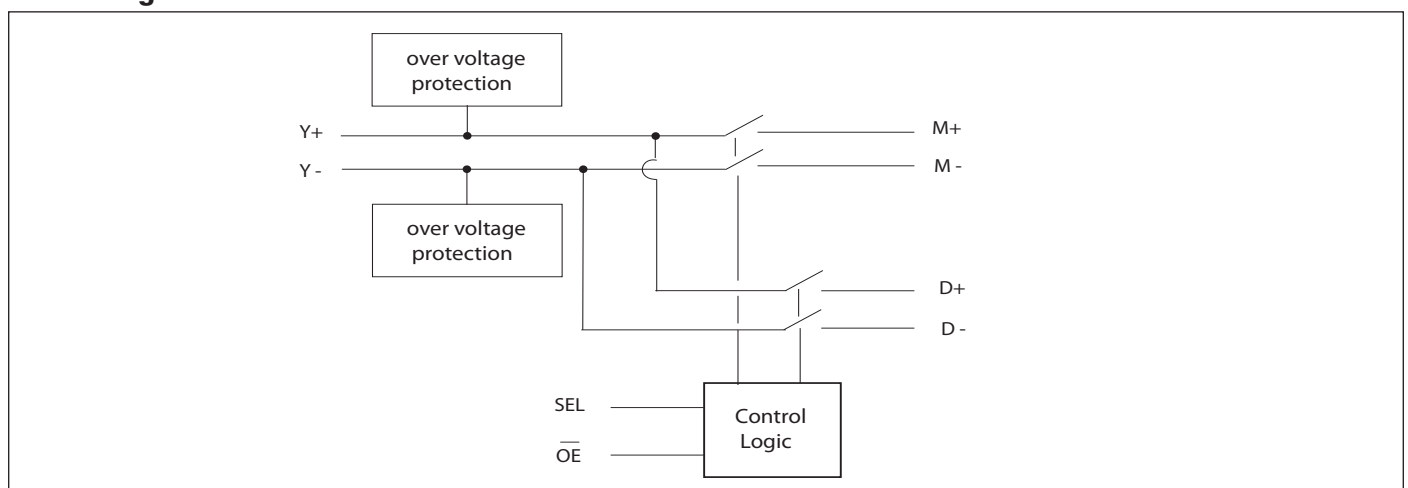 over voltage
protection
Y+
M+
Y -
M -
over voltage
protection
D+
D -
SEL
Control
Logic
OE